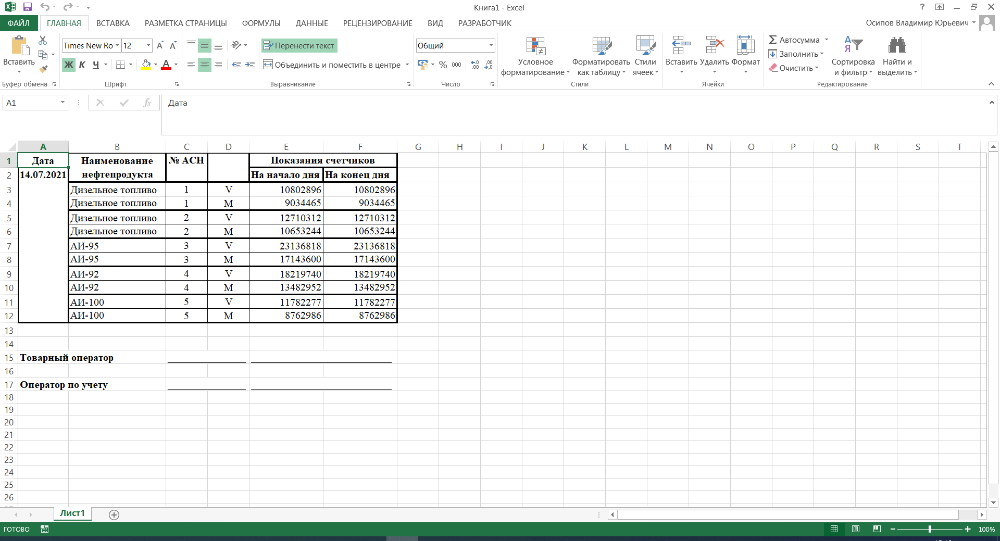 Книга1 - Excel
ФАЙЛ ГЛАВНАЯ ВСТАВКА РАЗМЕТКА СТРАНИЦЫ ФОРМУЛЫ ДАННЫЕ РЕЦЕНЗИРОВАНИЕ ВИД РАЗРАБОТЧИК Осипов Владимир Юрьевич
Вставить
Буфер обмена
Times New Ro 12
Ж К Ч
Шрифт
Перенести текст
Объединить и поместить в центре
Выравнивание
Общий
% 000
Число
Условное форматирование
Форматировать как таблицу
Стили ячеек
Стили
Вставить Удалить Формат
Ячейки
Автосумма
Заполнить
Очистить
Сортировка и фильтр
Найти и выделить
Редактирование
A1 Дата
A B C D E F G H I J K L M N O P Q R S T
1 Дата Наименование нефтепродукта № АСН Показания счетчиков
2 14.07.2021 На начало дня На конец дня
3 Дизельное топливо 1 V 10802896 10802896
4 Дизельное топливо 1 M 9034465 9034465
5 Дизельное топливо 2 V 12710312 12710312
6 Дизельное топливо 2 M 10653244 10653244
7 АИ-95 3 V 23136818 23136818
8 АИ-95 3 M 17143600 17143600
9 АИ-92 4 V 18219740 18219740
10 АИ-92 4 M 13482952 13482952
11 АИ-100 5 V 11782277 11782277
12 АИ-100 5 M 8762986 8762986
13
14
15 Товарный оператор
16
17 Оператор по учету
18
19
20
21
22
23
24
25
26
Лист1
ГОТОВО 100%